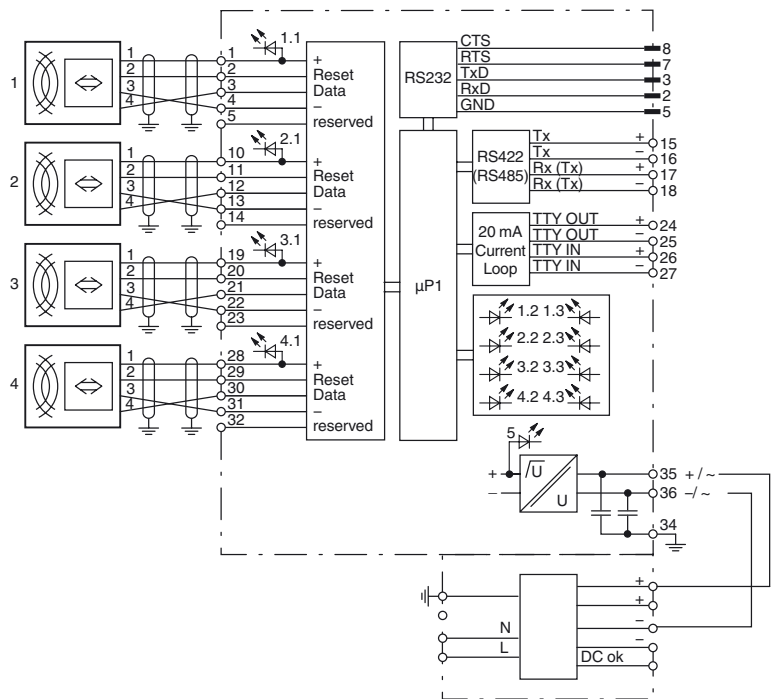 1
1
2
3
4
1
2
3
4
5
1.1
+
Reset
Data
−
reserved
2
1
2
3
4
10
11
12
13
14
2.1
+
Reset
Data
−
reserved
3
1
2
3
4
19
20
21
22
23
3.1
+
Reset
Data
−
reserved
4
1
2
3
4
28
29
30
31
32
4.1
+
Reset
Data
−
reserved
µP1
RS232
CTS
8
RTS
7
TxD
3
RxD
2
GND
5
RS422
(RS485)
Tx + 15
Tx − 16
Rx (Tx) + 17
Rx (Tx) − 18
20 mA
Current
Loop
TTY OUT + 24
TTY OUT − 25
TTY IN + 26
TTY IN − 27
1.2 1.3
2.2 2.3
3.2 3.3
4.2 4.3
5
+
−
U
U
35 +/~
36 −/~
34
N
L
+
+
−
−
DC ok